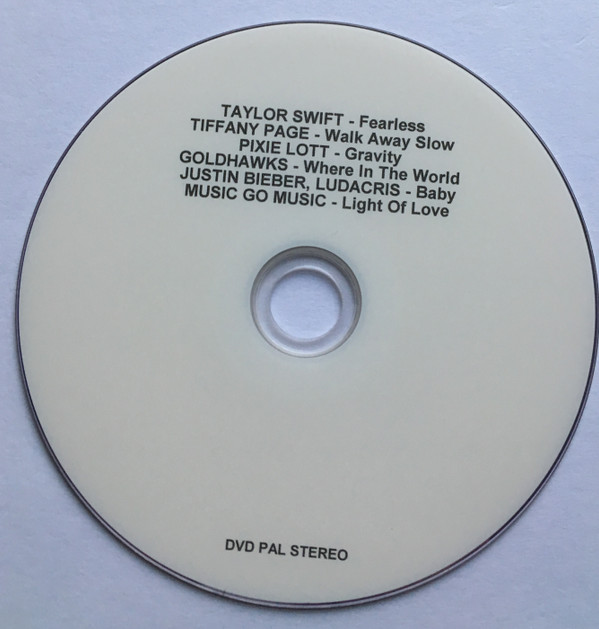 TAYLOR SWIFT - Fearless
TIFFANY PAGE - Walk Away Slow
PIXIE LOTT - Gravity
GOLDHAWKS - Where In The World
JUSTIN BIEBER, LUDACRIS - Baby
MUSIC GO MUSIC - Light Of Love
DVD PAL STEREO